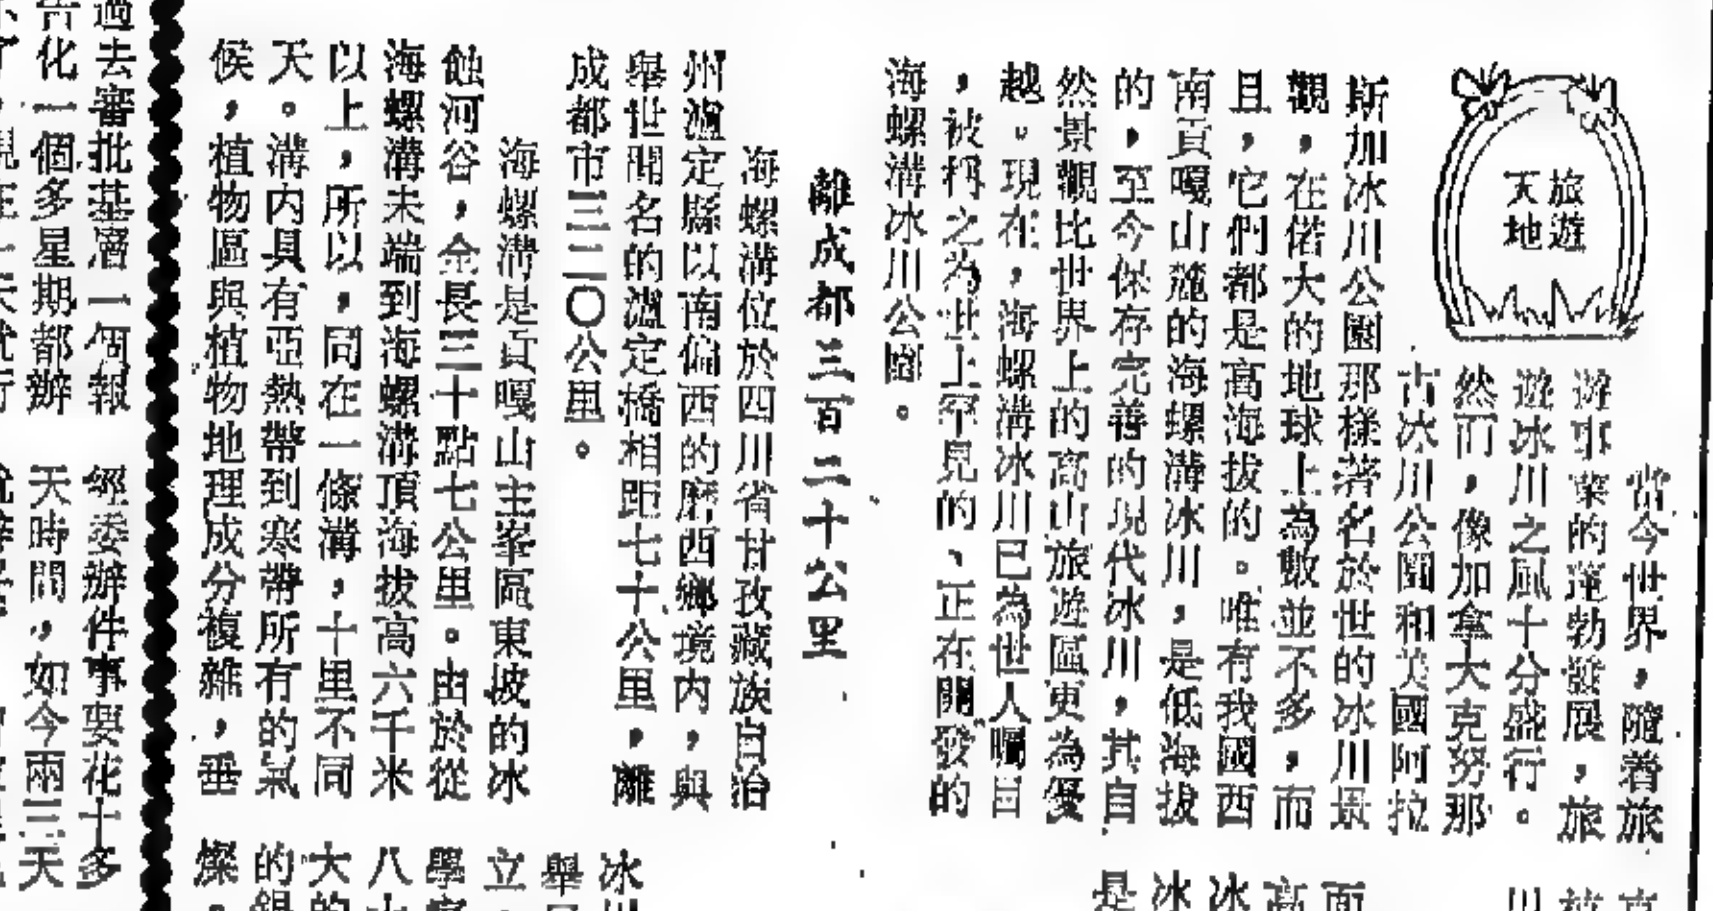 旅遊
天地
當今世界，隨着旅
遊事業的蓬勃發展，旅
遊冰川之風十分盛行。
然而，像加拿大克努那
古冰川公園和美國阿拉
斯加冰川公園那樣著名於世的冰川景
觀，在偌大的地球上為數並不多，而
且，它們都是高海拔的。唯有我國西
南貢嘎山麓的海螺溝冰川，是低海拔
的，至今保存完善的現代冰川，其自
然景觀比世界上的高山旅遊區更為優
越。現在，海螺溝冰川已為世人矚目
，被稱之為世上罕見的、正在開發的
海螺溝冰川公園。
離成都三百二十公里
海螺溝位於四川省甘孜藏族自治
州瀘定縣以南偏西的磨西鄉境内，與
舉世聞名的瀘定橋相距七十公里，離
成都市三二〇公里。
海螺溝是貢嘎山主峯區東坡的冰
蝕河谷，全長三十點七公里。由於從
海螺溝末端到海螺溝頂海拔高六千米
以上，所以，同在一條溝，十里不同
天。溝内具有亞熱帶到寒帶所有的氣
候，植物區與植物地理成分複雜，垂
過去審批基層一個報
告化一個多星期都辦
經委辦件事要花十多
天時間，如今兩三天
冰川
舉
立
學
八
大的
的銀
燦